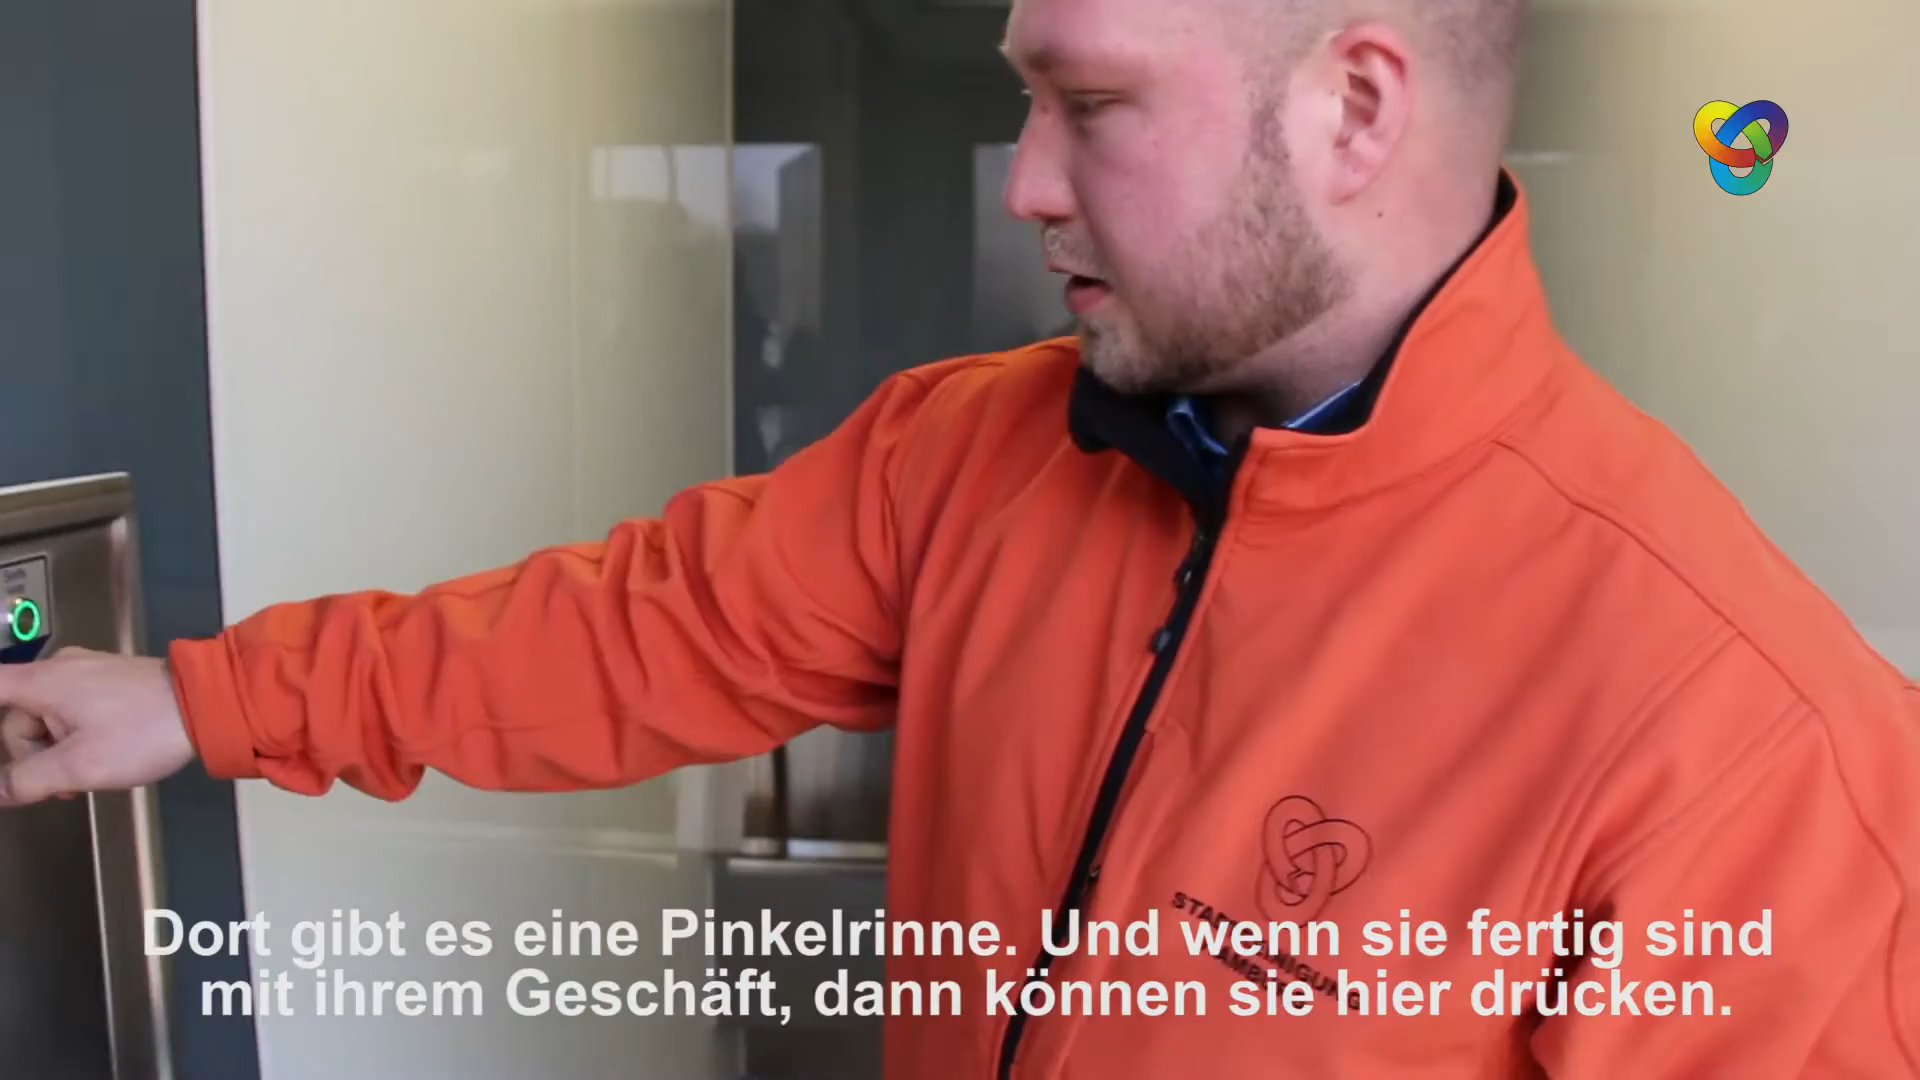 Dort gibt es eine Pinkelrinne. Und wenn sie fertig sind
mit ihrem Geschäft, dann können sie hier drücken.